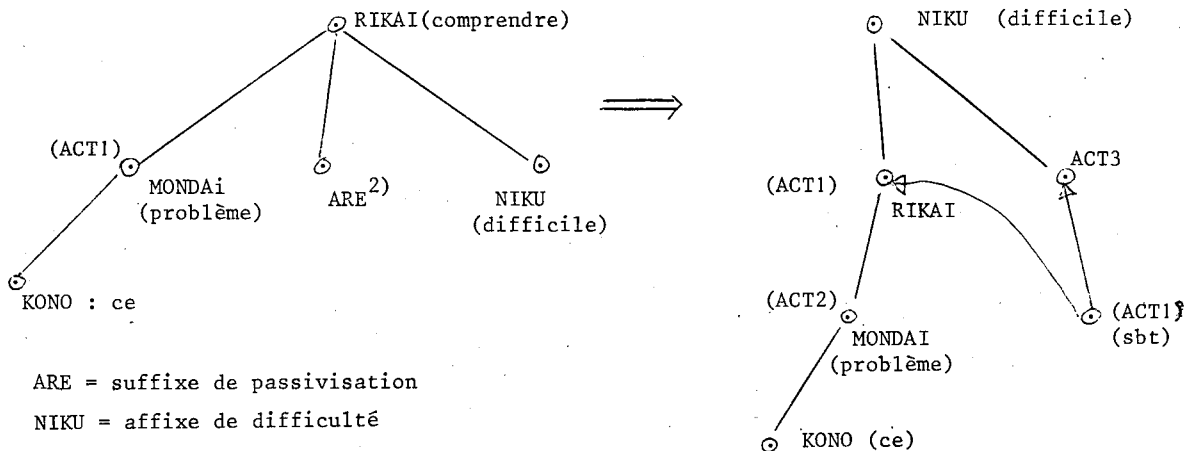 RIKAI(comprendre)
(ACT1)
MONDAi
(problème)
ARE2)
NIKU
(difficile)
KONO : ce
ARE = suffixe de passivisation
NIKU = affixe de difficulté
NIKU (difficile)
(ACT1)
RIKAI
ACT3
(ACT2)
MONDAI
(problème)
(ACT1)
(sbt)
KONO (ce)